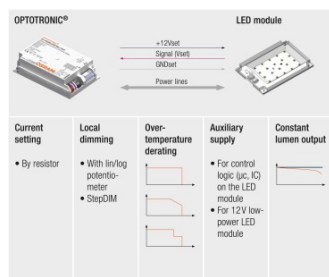 OPTOTRONIC®
LED module
+12Vset
Signal (Vset)
GNDset
Power lines
Current
setting
• By resistor
Local
dimming
• With lin/log
potentio-
meter
• StepDIM
Over-
temperature
derating
Auxiliary
supply
• For control
logic (µc, IC)
on the LED
module
• For 12V low-
power LED
module
Constant
lumen output